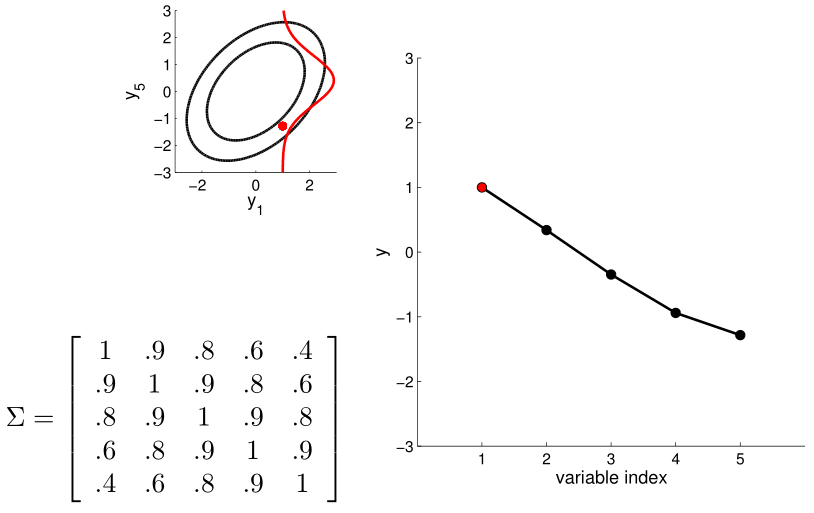 3
2
1
0
−1
−2
−3
y5
−2 0 2
y1
3
2
1
0
−1
−2
−3
y
1 2 3 4 5
variable index
Σ =
1 .9 .8 .6 .4
.9 1 .9 .8 .6
.8 .9 1 .9 .8
.6 .8 .9 1 .9
.4 .6 .8 .9 1